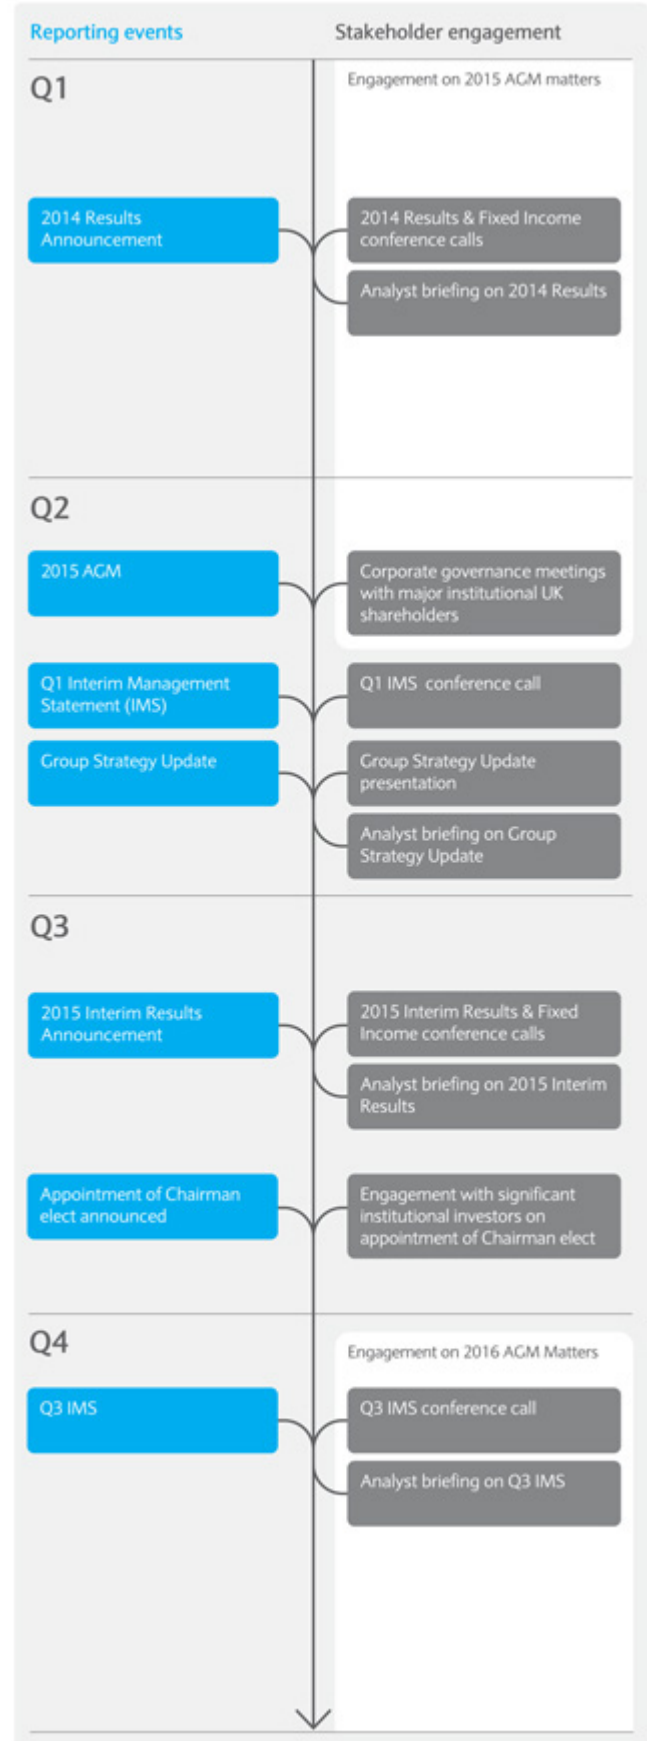 Reporting events
Stakeholder engagement
Q1
Engagement on 2015 AGM matters
2014 Results
Announcement
2014 Results & Fixed Income
conference calls
Analyst briefing on 2014 Results
Q2
2015 AGM
Corporate governance meetings
with major institutional UK
shareholders
Q1 Interim Management
Statement (IMS)
Q1 IMS conference call
Group Strategy Update
Group Strategy Update
presentation
Analyst briefing on Group
Strategy Update
Q3
2015 Interim Results
Announcement
2015 Interim Results & Fixed
Income conference calls
Analyst briefing on 2015 Interim
Results
Appointment of Chairman
elect announced
Engagement with significant
institutional investors on
appointment of Chairman elect
Q4
Engagement on 2016 AGM Matters
Q3 IMS
Q3 IMS conference call
Analyst briefing on Q3 IMS